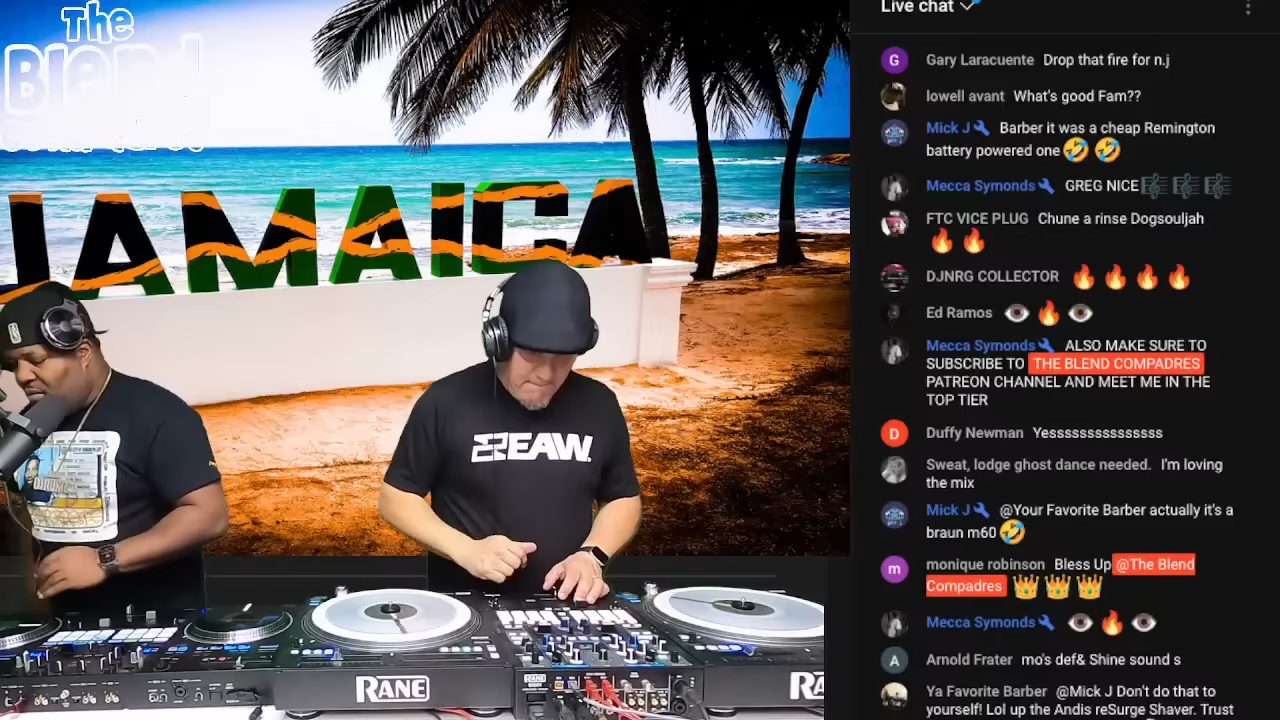 The
Blend
JAMAICA
EAW.
RANE
RANE
RA
Live chat
G Gary Laracuente Drop that fire for n.j
lowell avant What's good Fam??
Mick J Barber it was a cheap Remington
battery powered one 🤣 🤣
Mecca Symonds GREG NICE 🎼 🎼 🎼
FTC VICE PLUG Chune a rinse Dogsouljah
🔥 🔥
DJNRG COLLECTOR 🔥 🔥 🔥 🔥
Ed Ramos 👁 🔥 👁
Mecca Symonds ALSO MAKE SURE TO
SUBSCRIBE TO THE BLEND COMPADRES
PATREON CHANNEL AND MEET ME IN THE
TOP TIER
D Duffy Newman Yesssssssssssssss
Sweat, lodge ghost dance needed. I'm loving
the mix
Mick J @Your Favorite Barber actually it's a
braun m60 🤣
m monique robinson Bless Up @The Blend
Compadres 👑 👑 👑
Mecca Symonds 👁 🔥 👁
A Arnold Frater mo's def& Shine sound s
Ya Favorite Barber @Mick J Don't do that to
yourself! Lol up the Andis reSurge Shaver. Trust